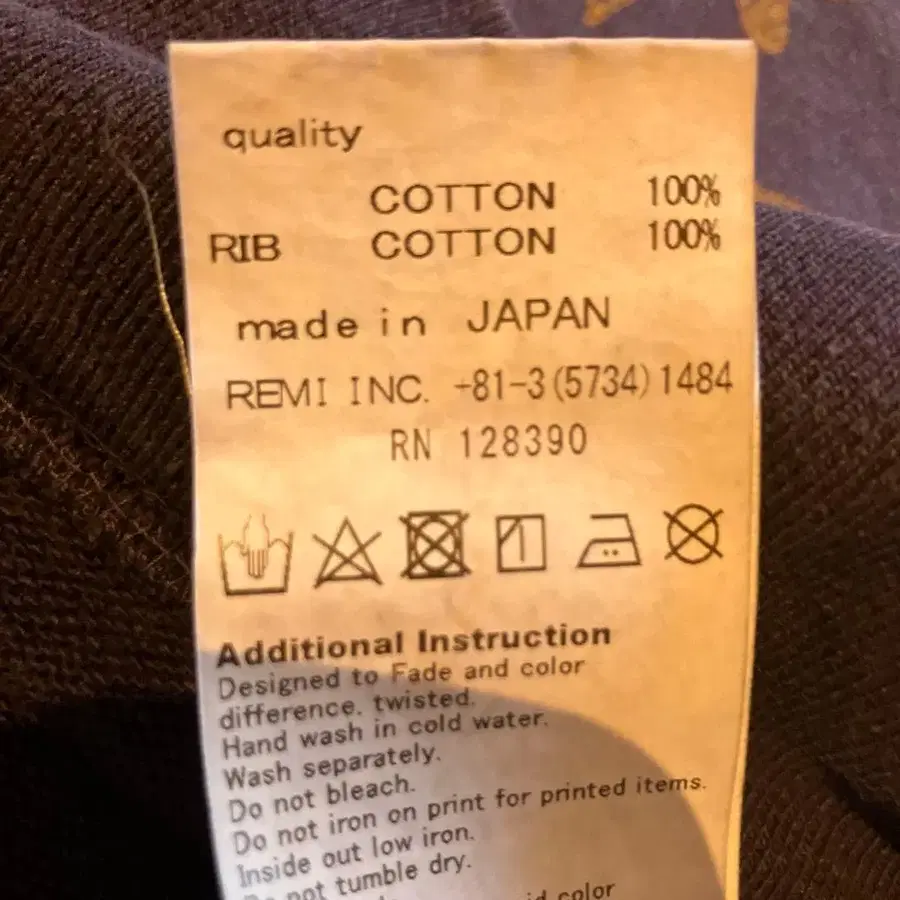 quality
COTTON 100%
RIB COTTON 100%
made in JAPAN
REMI INC. +81-3(5734)1484
RN 128390
Additional Instruction
Designed to Fade and color
difference. twisted.
Hand wash in cold water.
Wash separately.
Do not bleach.
Do not iron on print for printed items.
Inside out low iron.
Do not tumble dry.
color